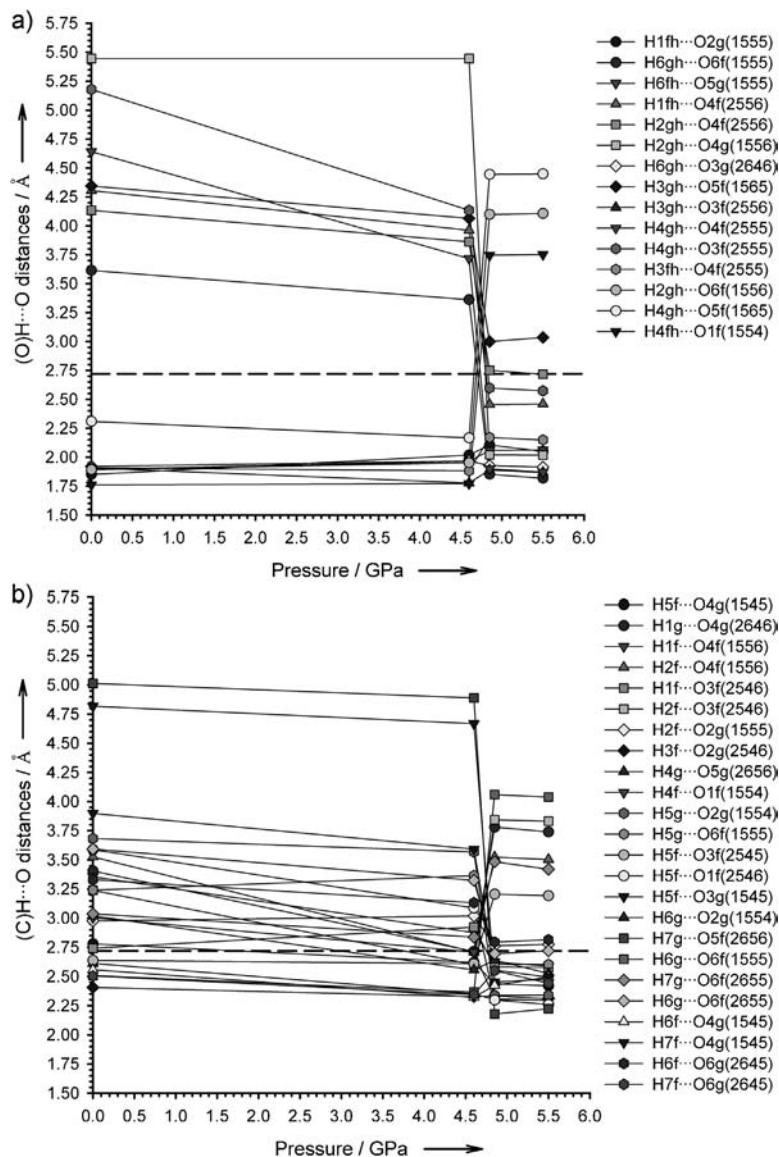 a)
5.75
5.50
5.25
5.00
4.75
4.50
4.25
4.00
3.75
3.50
3.25
3.00
2.75
2.50
2.25
2.00
1.75
1.50
(O)H···O distances / Å
0.0 0.5 1.0 1.5 2.0 2.5 3.0 3.5 4.0 4.5 5.0 5.5 6.0
Pressure / GPa
H1fh···O2g(1555)
H6gh···O6f(1555)
H6fh···O5g(1555)
H1fh···O4f(2556)
H2gh···O4f(2556)
H2gh···O4g(1556)
H6gh···O3g(2646)
H3gh···O5f(1565)
H3gh···O3f(2556)
H4gh···O4f(2555)
H4gh···O3f(2555)
H3fh···O4f(2555)
H2gh···O6f(1556)
H4gh···O5f(1565)
H4fh···O1f(1554)
b)
5.75
5.50
5.25
5.00
4.75
4.50
4.25
4.00
3.75
3.50
3.25
3.00
2.75
2.50
2.25
2.00
1.75
1.50
(C)H···O distances / Å
0.0 0.5 1.0 1.5 2.0 2.5 3.0 3.5 4.0 4.5 5.0 5.5 6.0
Pressure / GPa
H5f···O4g(1545)
H1g···O4g(2646)
H1f···O4f(1556)
H2f···O4f(1556)
H1f···O3f(2546)
H2f···O3f(2546)
H2f···O2g(1555)
H3f···O2g(2546)
H4g···O5g(2656)
H4f···O1f(1554)
H5g···O2g(1554)
H5g···O6f(1555)
H5f···O3f(2545)
H5f···O1f(2546)
H5f···O3g(1545)
H6g···O2g(1554)
H7g···O5f(2656)
H6g···O6f(1555)
H7g···O6f(2655)
H6g···O6f(2655)
H6f···O4g(1545)
H7f···O4g(1545)
H6f···O6g(2645)
H7f···O6g(2645)